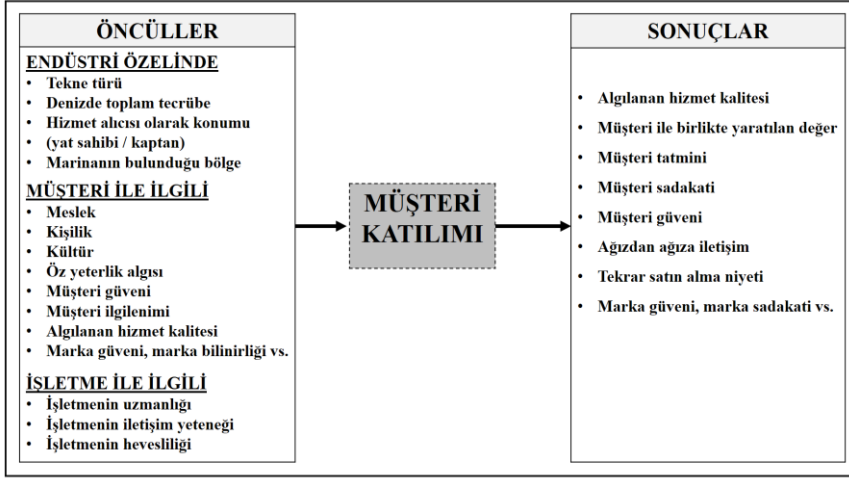 ÖNCÜLLER
ENDÜSTRİ ÖZELİNDE
• Tekne türü
• Denizde toplam tecrübe
• Hizmet alıcısı olarak konumu
• (yat sahibi / kaptan)
• Marinanın bulunduğu bölge
MÜŞTERİ İLE İLGİLİ
• Meslek
• Kişilik
• Kültür
• Öz yeterlik algısı
• Müşteri güveni
• Müşteri ilgilenimi
• Algılanan hizmet kalitesi
• Marka güveni, marka bilinirliği vs.
İŞLETME İLE İLGİLİ
• İşletmenin uzmanlığı
• İşletmenin iletişim yeteneği
• İşletmenin hevesliliği
MÜŞTERİ
KATILIMI
SONUÇLAR
• Algılanan hizmet kalitesi
• Müşteri ile birlikte yaratılan değer
• Müşteri tatmini
• Müşteri sadakati
• Müşteri güveni
• Ağızdan ağıza iletişim
• Tekrar satın alma niyeti
• Marka güveni, marka sadakati vs.